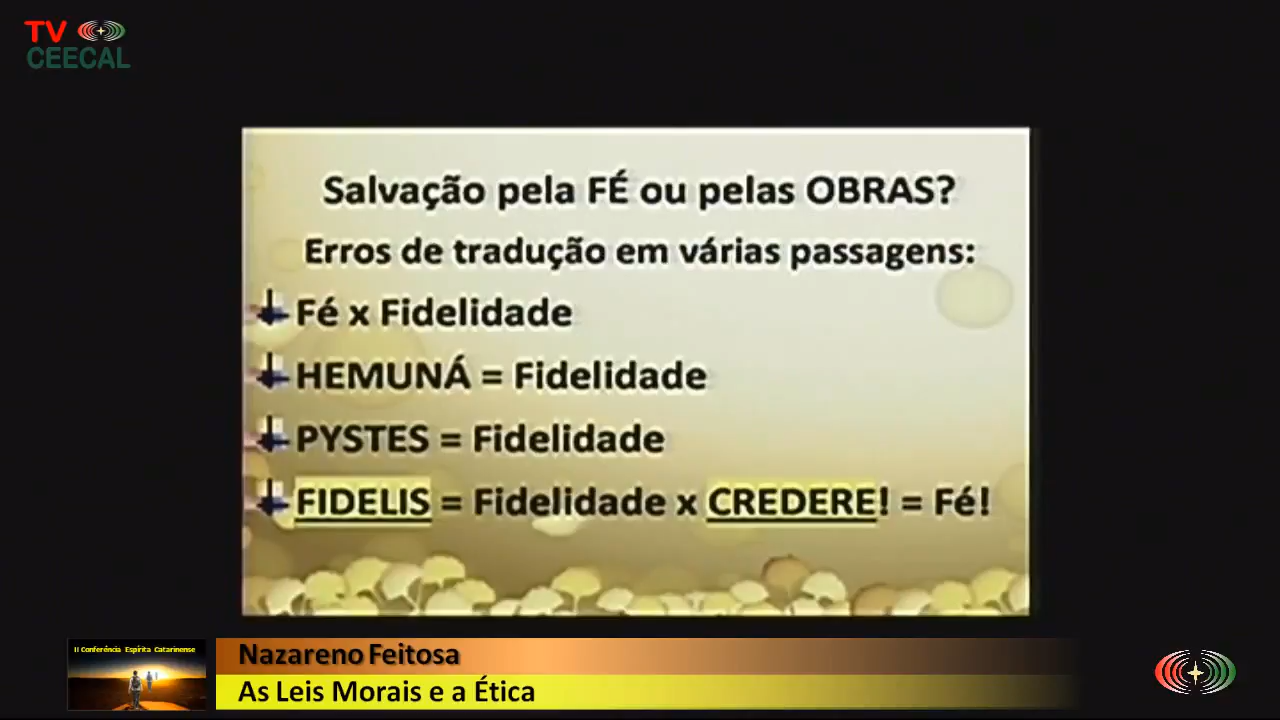 TV
CEECAL
Salvação pela FÉ ou pelas OBRAS?
Erros de tradução em várias passagens:
Fé x Fidelidade
HEMUNÁ = Fidelidade
PYSTES = Fidelidade
FIDELIS = Fidelidade x CREDERE! = Fé!
II Conferência Espírita Catarinense
Nazareno Feitosa
As Leis Morais e a Ética